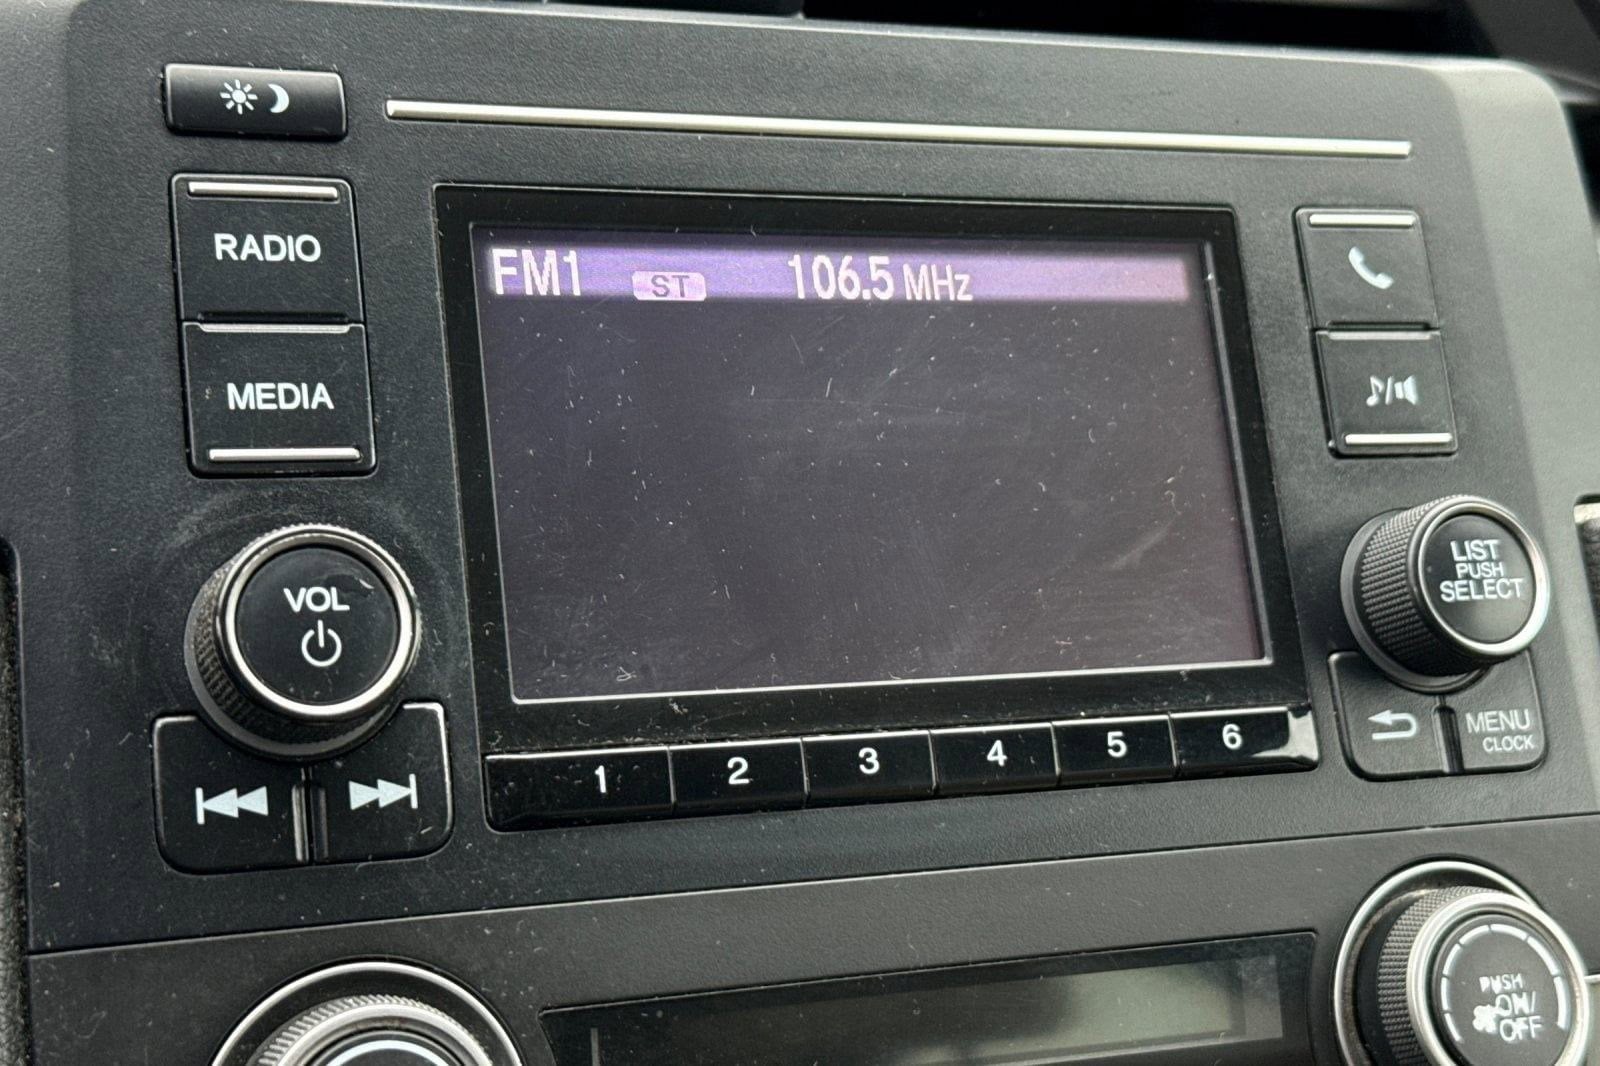 RADIO
MEDIA
FM1 ST 106.5 MHz
VOL
LIST
PUSH
SELECT
MENU
CLOCK
1 2 3 4 5 6
PUSH
ON/
OFF